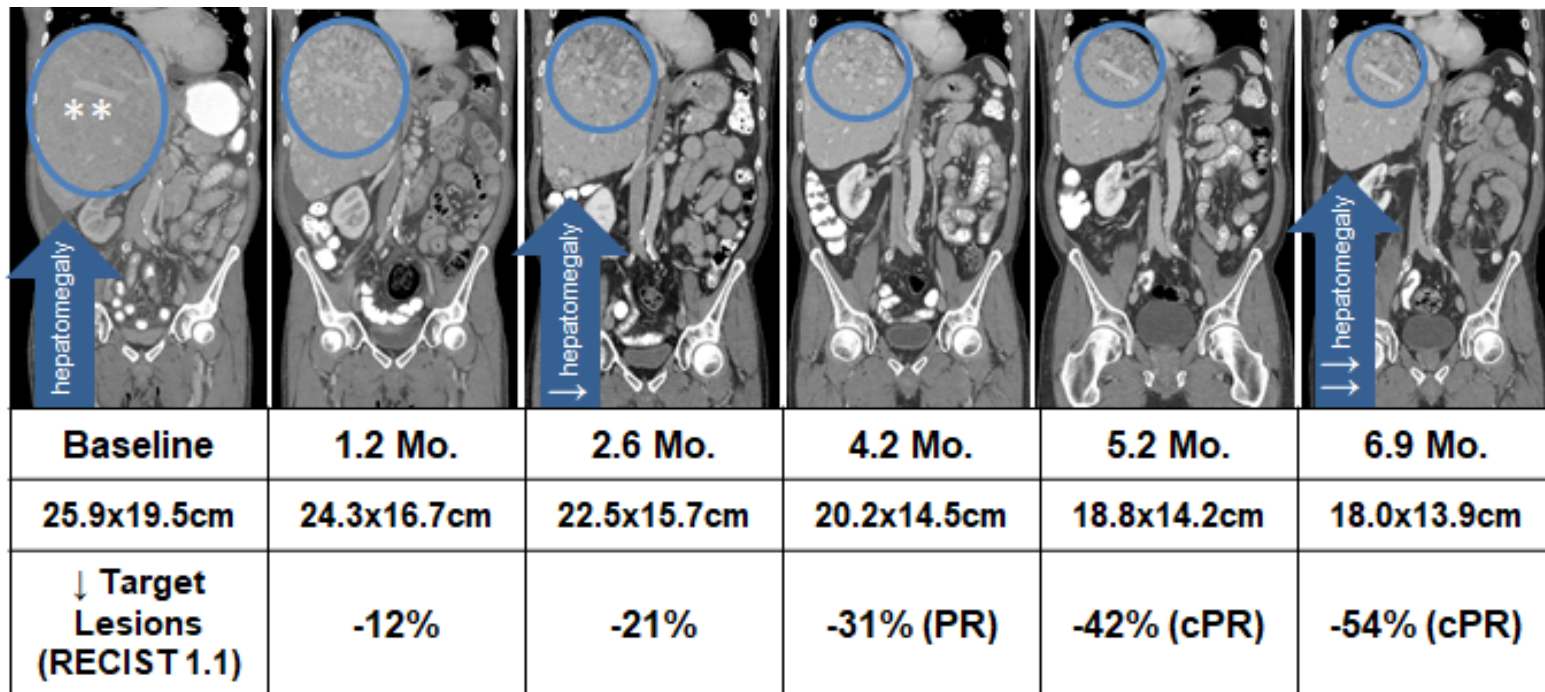 * *
hepatomegaly
↓ hepatomegaly
↓↓ hepatomegaly
Baseline
1.2 Mo.
2.6 Mo.
4.2 Mo.
5.2 Mo.
6.9 Mo.
25.9x19.5cm
24.3x16.7cm
22.5x15.7cm
20.2x14.5cm
18.8x14.2cm
18.0x13.9cm
↓ Target
Lesions
(RECIST 1.1)
-12%
-21%
-31% (PR)
-42% (cPR)
-54% (cPR)